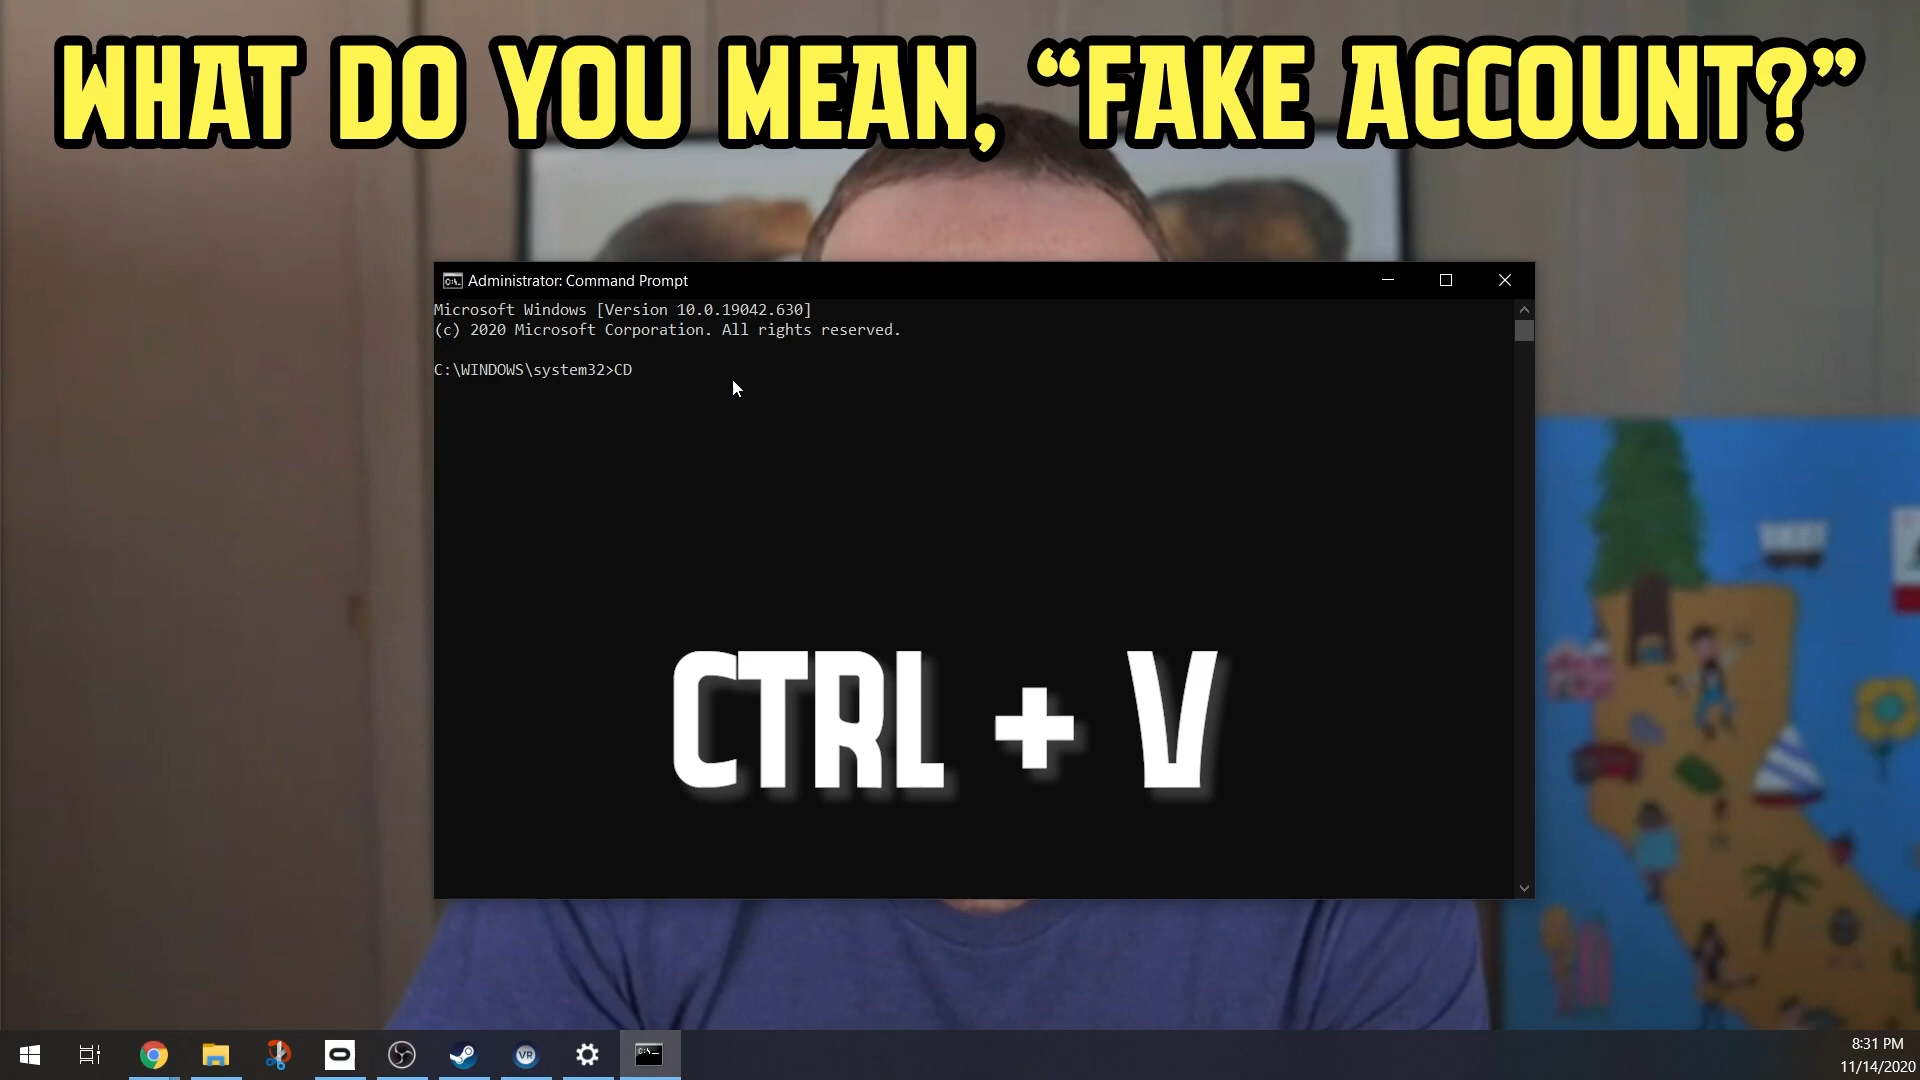 WHAT DO YOU MEAN, “FAKE ACCOUNT?”
Administrator: Command Prompt
Microsoft Windows [Version 10.0.19042.630]
(c) 2020 Microsoft Corporation. All rights reserved.
C:\WINDOWS\system32>CD
CTRL + V
VR
8:31 PM
11/14/2020